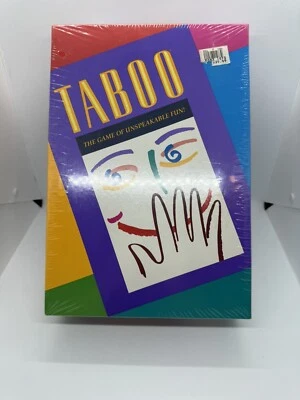 TABOO
THE GAME OF UNSPEAKABLE FUN!